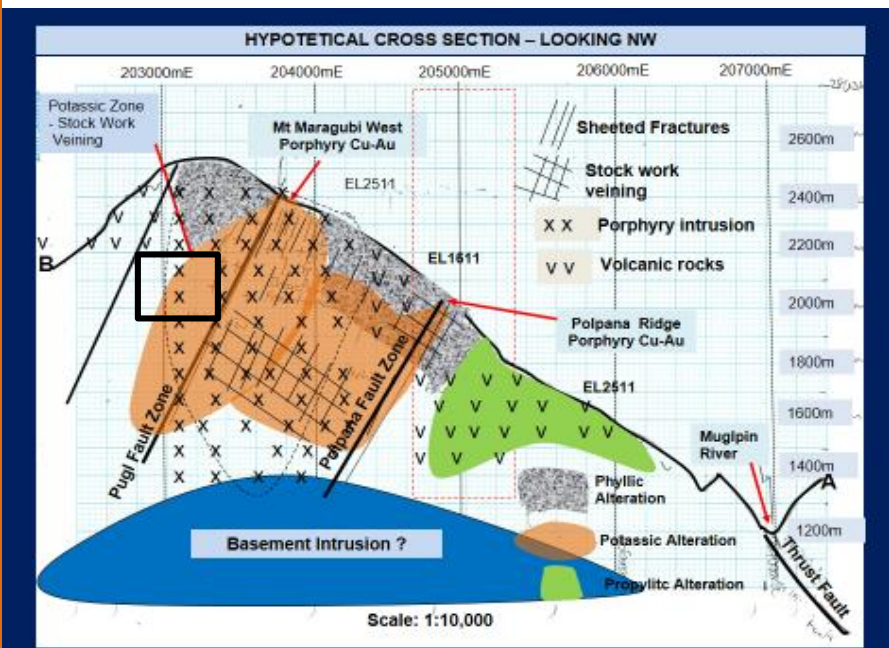 HYPOTETICAL CROSS SECTION – LOOKING NW
203000mE 204000mE 205000mE 206000mE 207000mE
Potassic Zone
- Stock Work
Veining
Mt Maragubi West
Porphyry Cu-Au
EL2511
EL1611
Sheeted Fractures
Stock work
veining
X X Porphyry intrusion
V V Volcanic rocks
2600m
2400m
2200m
2000m
1800m
1600m
1400m
1200m
B
Polpana Ridge
Porphyry Cu-Au
EL2511
Pugl Fault Zone
Polpana Fault Zone
Muglpin
River
A
Phyllic
Alteration
Potassic Alteration
Propylitc Alteration
Basement Intrusion ?
Thrust Fault
Scale: 1:10,000